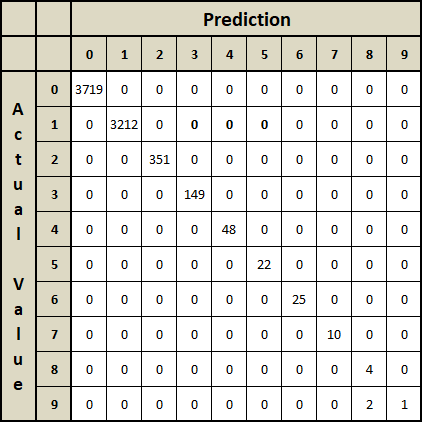 Prediction
0 1 2 3 4 5 6 7 8 9
Actual Value
0 3719 0 0 0 0 0 0 0 0 0
1 0 3212 0 0 0 0 0 0 0 0
2 0 0 351 0 0 0 0 0 0 0
3 0 0 0 149 0 0 0 0 0 0
4 0 0 0 0 48 0 0 0 0 0
5 0 0 0 0 0 22 0 0 0 0
6 0 0 0 0 0 0 25 0 0 0
7 0 0 0 0 0 0 0 10 0 0
8 0 0 0 0 0 0 0 0 4 0
9 0 0 0 0 0 0 0 0 2 1